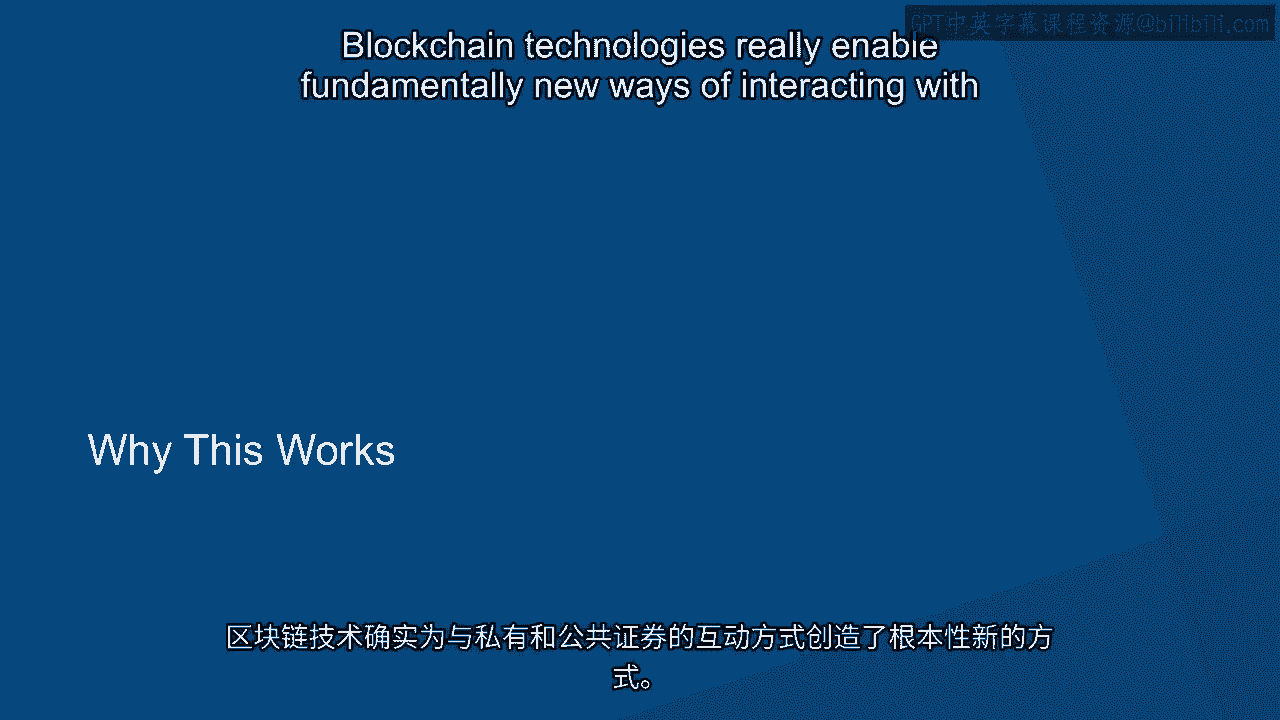 GPT中英字幕课程资源@bilibili.com
Blockchain technologies really enable
fundamentally new ways of interacting with
Why This Works
区块链技术确实为与私有和公共证券的互动方式创造了根本性新的方
式。